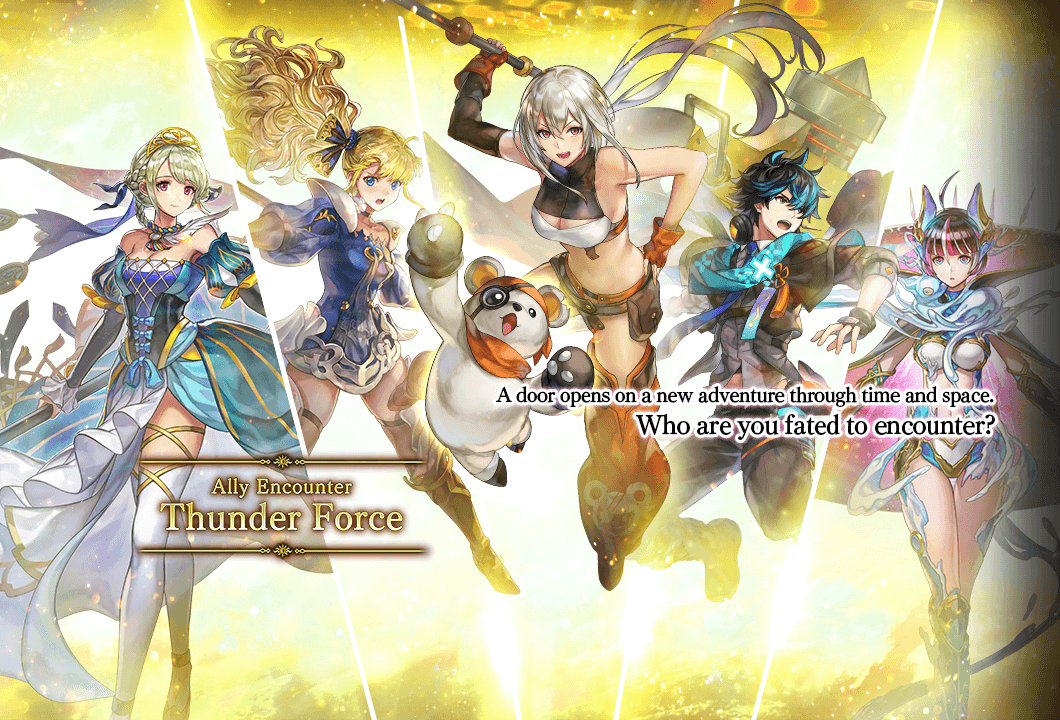 A door opens on a new adventure through time and space.
Who are you fated to encounter?
Ally Encounter
Thunder Force